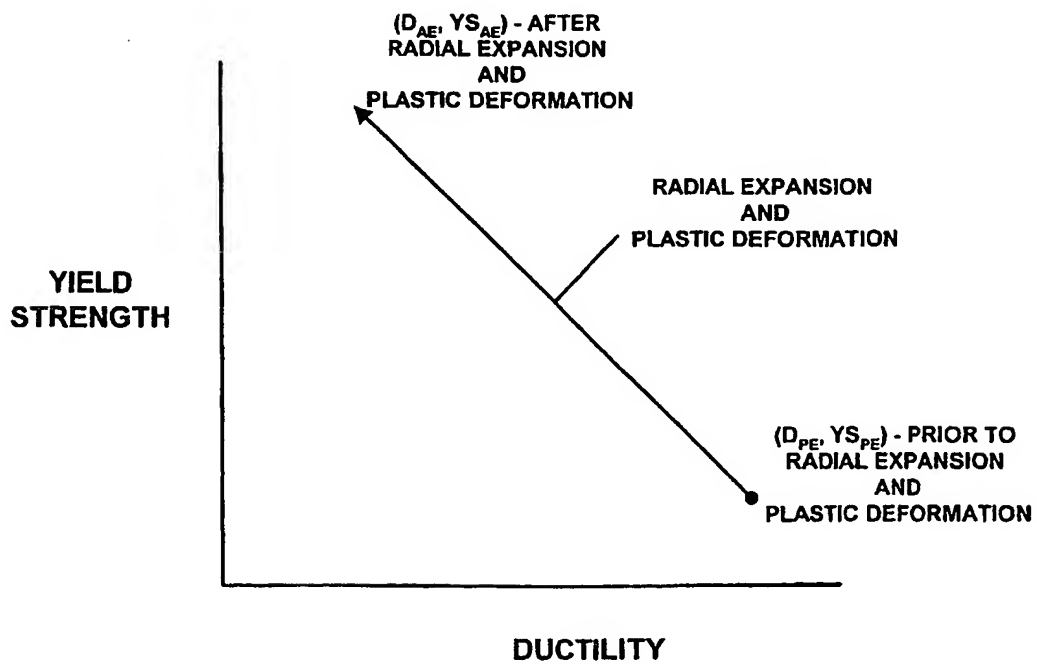 (D_AE, YS_AE) - AFTER
RADIAL EXPANSION
AND
PLASTIC DEFORMATION
RADIAL EXPANSION
AND
PLASTIC DEFORMATION
YIELD
STRENGTH
(D_PE, YS_PE) - PRIOR TO
RADIAL EXPANSION
AND
PLASTIC DEFORMATION
DUCTILITY